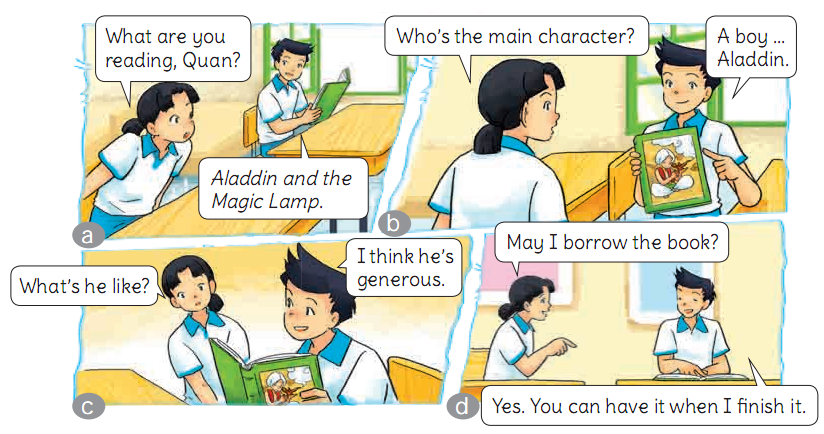 What are you
reading, Quan?
Aladdin and the
Magic Lamp.
a
Who's the main character?
A boy ...
Aladdin.
b
What's he like?
I think he's
generous.
c
May I borrow the book?
Yes. You can have it when I finish it.
d